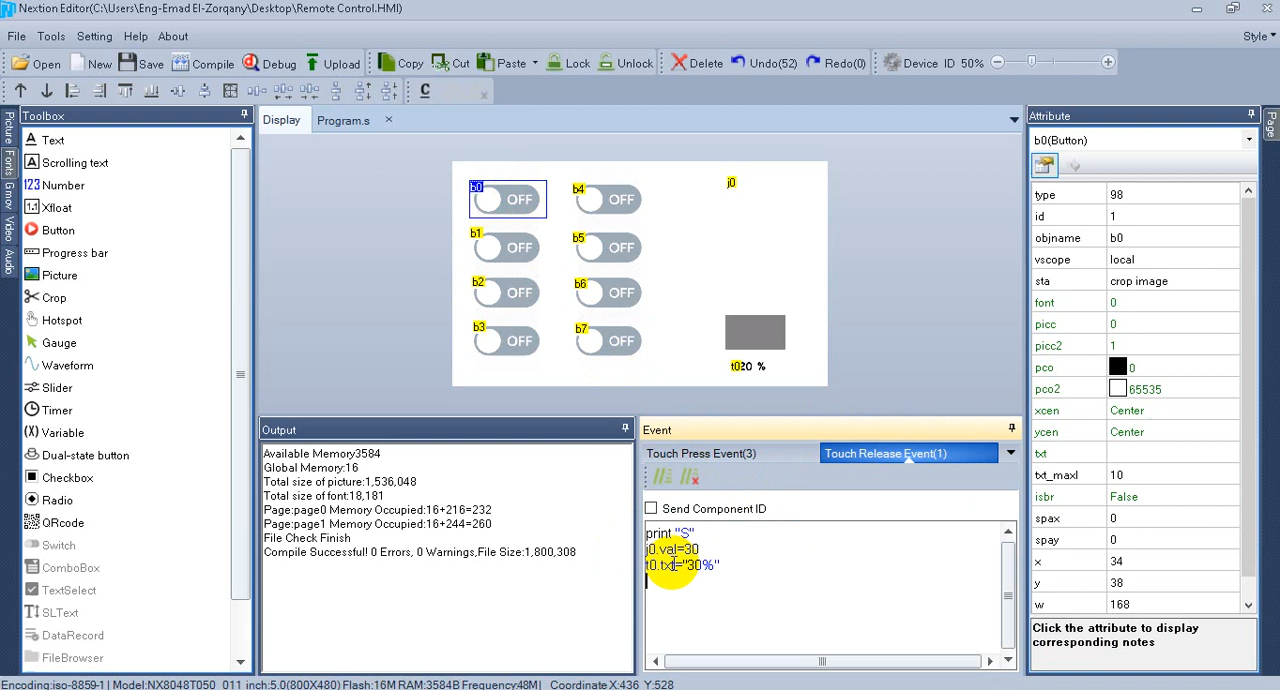 Nextion Editor(C:\Users\Eng-Emad El-Zorqany\Desktop\Remote Control.HMI)
File Tools Setting Help About Style
Open New Save Compile Debug Upload Copy Cut Paste Lock Unlock Delete Undo(52) Redo(0) Device ID 50%
Toolbox
Picture
Fonts
Gmov
Video
Audio
Text
Scrolling text
Number
Xfloat
Button
Progress bar
Picture
Crop
Hotspot
Gauge
Waveform
Slider
Timer
Variable
Dual-state button
Checkbox
Radio
QRcode
Switch
ComboBox
TextSelect
SLText
DataRecord
FileBrowser
Display Program.s
b0 OFF b4 OFF j0
b1 OFF b5 OFF
b2 OFF b6 OFF
b3 OFF b7 OFF
t0 20 %
Output
Available Memory3584
Global Memory:16
Total size of picture:1,536,048
Total size of font:18,181
Page:page0 Memory Occupied:16+216=232
Page:page1 Memory Occupied:16+244=260
File Check Finish
Compile Successful! 0 Errors, 0 Warnings,File Size:1,800,308
Event
Touch Press Event(3) Touch Release Event(1)
Send Component ID
print "S"
j0.val=30
t0.txt="30%"
Attribute
Page
b0(Button)
type 98
id 1
objname b0
vscope local
sta crop image
font 0
picc 0
picc2 1
pco 0
pco2 65535
xcen Center
ycen Center
txt
txt_maxl 10
isbr False
spax 0
spay 0
x 34
y 38
w 168
Click the attribute to display
corresponding notes
Encoding:iso-8859-1 Model:NX8048T050_011 inch:5.0(800X480) Flash:16M RAM:3584B Frequency:48M Coordinate X:436 Y:528